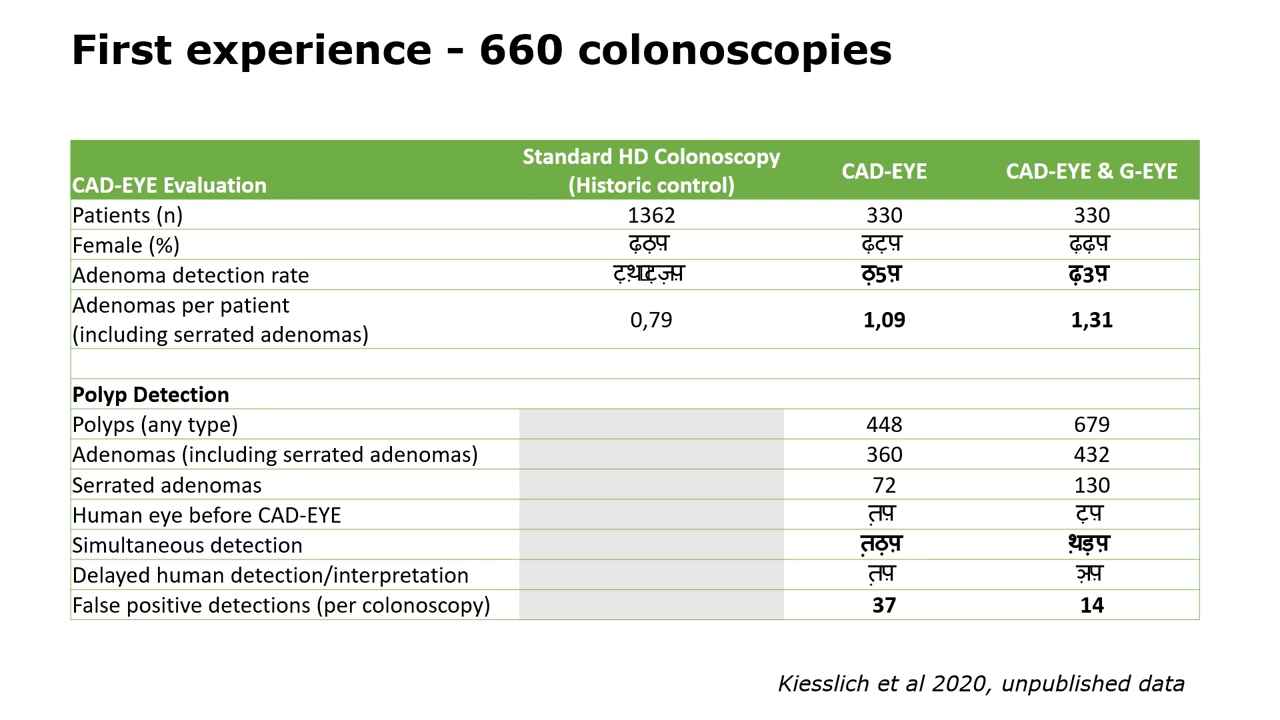 First experience - 660 colonoscopies
CAD-EYE Evaluation Standard HD Colonoscopy (Historic control) CAD-EYE CAD-EYE & G-EYE
Patients (n) 1362 330 330
Female (%) ढ़ठ़प़ ढ़ट़प़ ढ़ढ़प़
Adenoma detection rate ठ़5प़ ढ़3प़
Adenomas per patient
(including serrated adenomas) 0,79 1,09 1,31
Polyp Detection
Polyps (any type) 448 679
Adenomas (including serrated adenomas) 360 432
Serrated adenomas 72 130
Human eye before CAD-EYE त़प़ ट़प़
Simultaneous detection त़ठ़प़ थ़ड़प़
Delayed human detection/interpretation त़प़ ञ़प़
False positive detections (per colonoscopy) 37 14
Kiesslich et al 2020, unpublished data